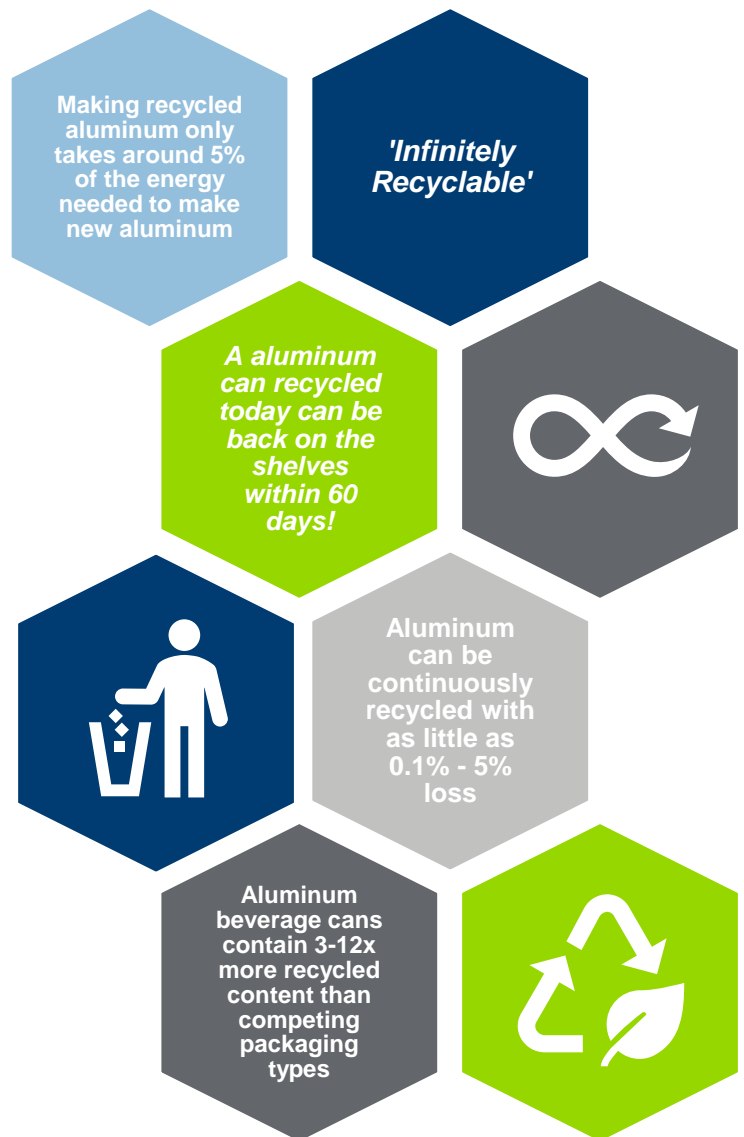 Making recycled
aluminum only
takes around 5%
of the energy
needed to make
new aluminum
'Infinitely
Recyclable'
A aluminum
can recycled
today can be
back on the
shelves
within 60
days!
Aluminum
can be
continuously
recycled with
as little as
0.1% - 5%
loss
Aluminum
beverage cans
contain 3-12x
more recycled
content than
competing
packaging
types